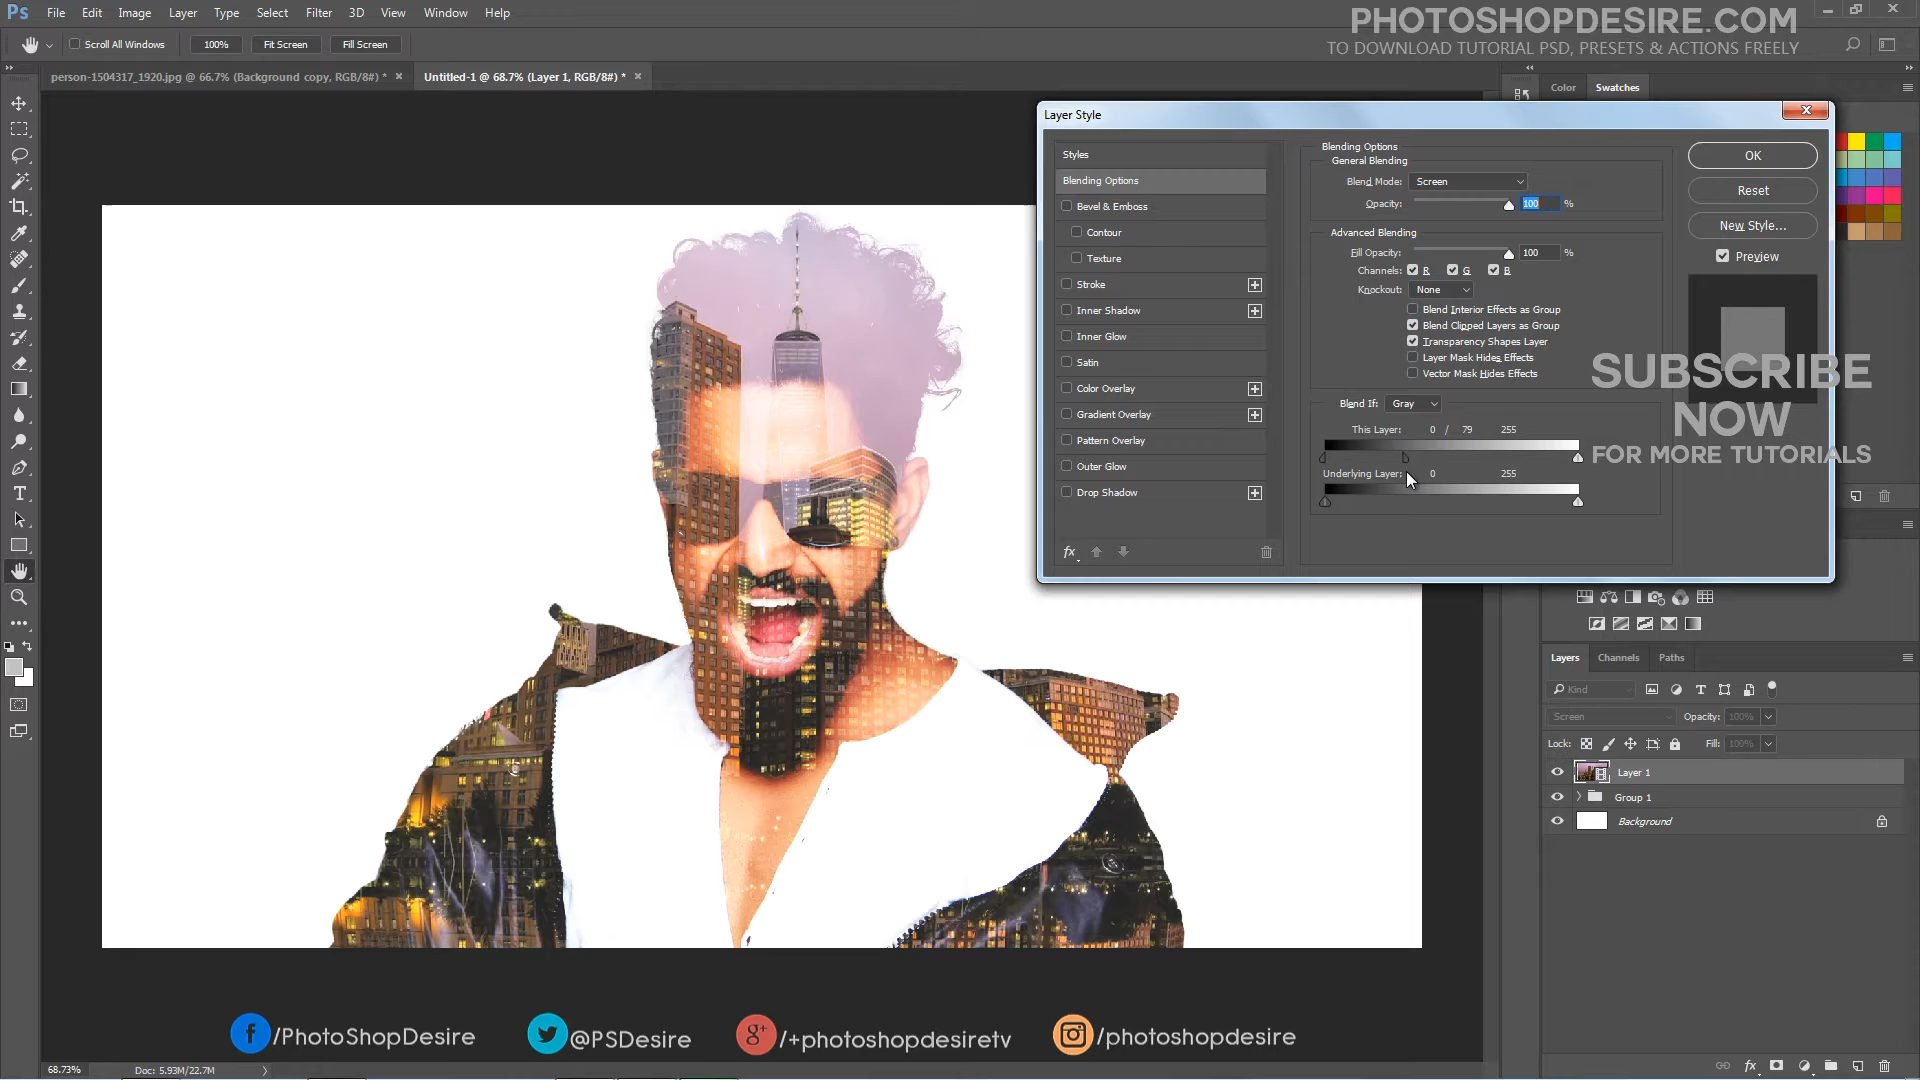 Ps File Edit Image Layer Type Select Filter 3D View Window Help
PHOTOSHOPDESIRE.COM
TO DOWNLOAD TUTORIAL PSD, PRESETS & ACTIONS FREELY
Scroll All Windows 100% Fit Screen Fill Screen
person-1504317_1920.jpg @ 66.7% (Background copy, RGB/8#) * ×
Untitled-1 @ 68.7% (Layer 1, RGB/8#) * ×
Color Swatches
Layer Style
Styles
Blending Options
Bevel & Emboss
Contour
Texture
Stroke
Inner Shadow
Inner Glow
Satin
Color Overlay
Gradient Overlay
Pattern Overlay
Outer Glow
Drop Shadow
fx
Blending Options
General Blending
Blend Mode: Screen
Opacity: 100 %
Advanced Blending
Fill Opacity: 100 %
Channels: R G B
Knockout: None
Blend Interior Effects as Group
Blend Clipped Layers as Group
Transparency Shapes Layer
Layer Mask Hides Effects
Vector Mask Hides Effects
Blend If: Gray
This Layer: 0 / 79 255
Underlying Layer: 0 255
OK
Reset
New Style...
Preview
SUBSCRIBE
NOW
FOR MORE TUTORIALS
Layers Channels Paths
Kind
Screen Opacity: 100%
Lock: Fill: 100%
Layer 1
Group 1
Background
fx
/PhotoShopDesire @PSDesire /+photoshopdesiretv /photoshopdesire
68.73% Doc: 5.93M/22.7M